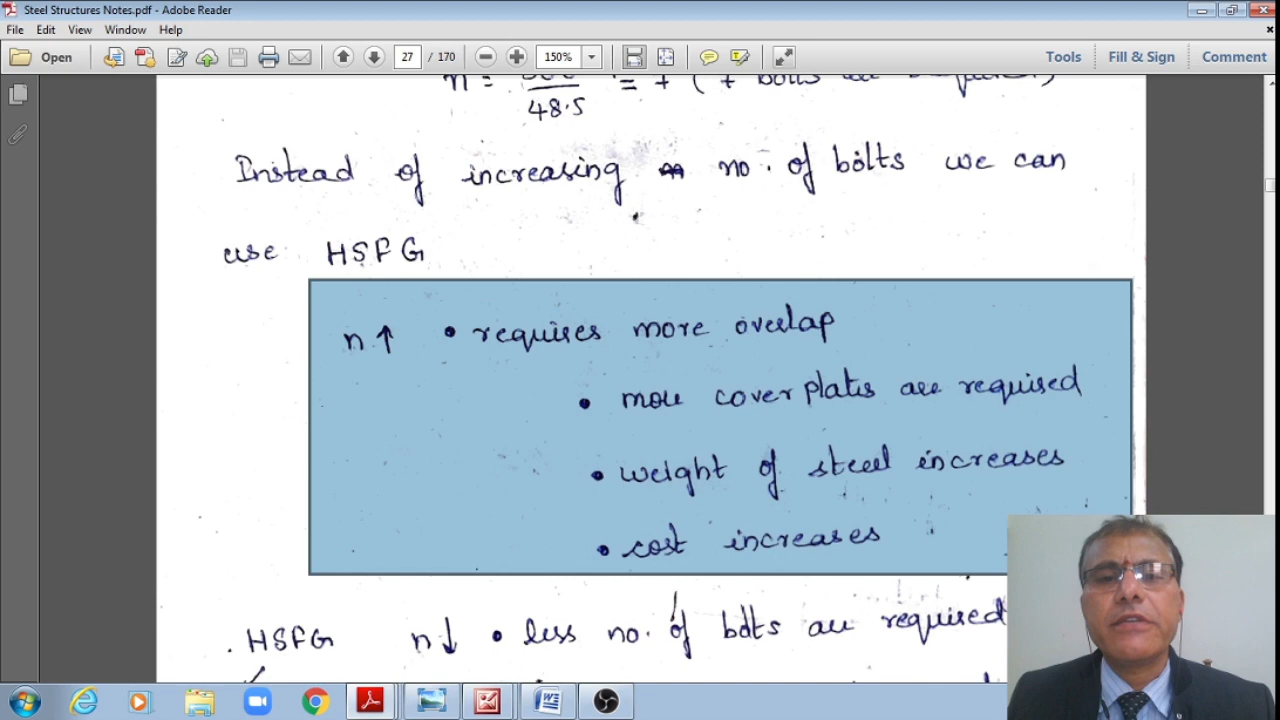 Steel Structures Notes.pdf - Adobe Reader
File Edit View Window Help
Open 27 / 170 150% Tools Fill & Sign Comment
n =
48.5
Instead of increasing no. of bolts we can
use HSFG
n↑ • requires more overlap
• more cover plates are required
• weight of steel increases
• cost increases
. HSFG n↓ • less no. of bolts are required